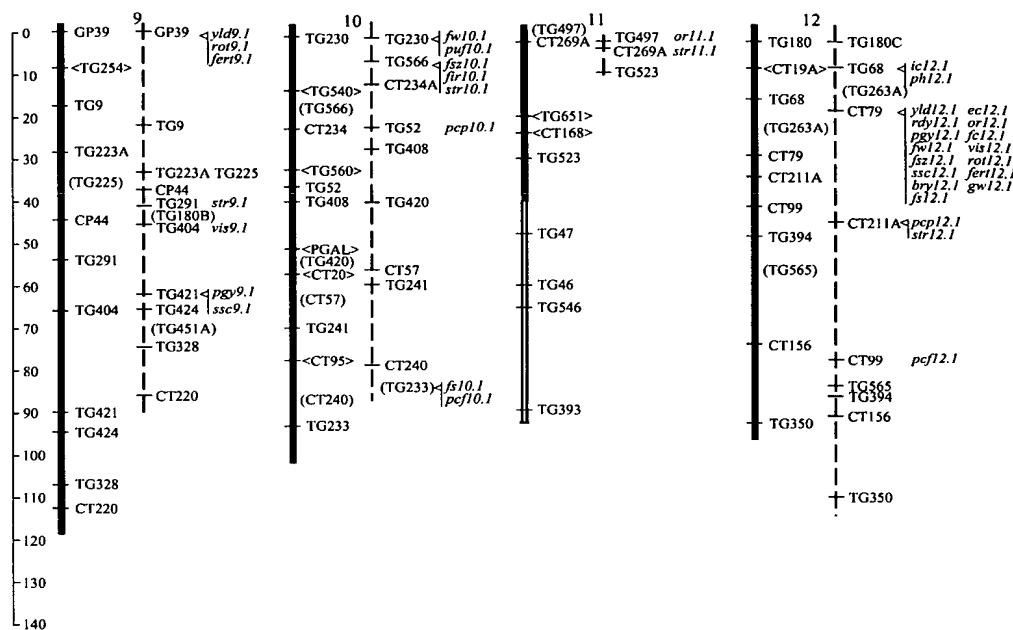 9
10
11
12
0
10
20
30
40
50
60
70
80
90
100
110
120
130
140
GP39
<TG254>
TG9
TG223A
(TG225)
CP44
TG291
TG404
TG421
TG424
TG328
CT220
GP39 yld9.1
rot9.1
fert9.1
TG9
TG223A TG225
CP44
TG291 str9.1
(TG180B)
TG404 vis9.1
TG421 pgy9.1
TG424 ssc9.1
(TG451A)
TG328
CT220
TG230
<TG540>
(TG566)
CT234
<TG560>
TG52
TG408
<PGAL>
(TG420)
<CT20>
(CT57)
TG241
<CT95>
(CT240)
TG233
TG230 fw10.1
puf10.1
TG566 fsz10.1
fir10.1
CT234A str10.1
TG52 pcp10.1
TG408
TG420
CT57
TG241
CT240
(TG233) fs10.1
pcf10.1
(TG497)
CT269A
<TG651>
<CT168>
TG523
TG47
TG46
TG546
TG393
TG497 or11.1
CT269A str11.1
TG523
TG180
<CT19A>
TG68
(TG263A)
CT79
CT211A
CT99
TG394
(TG565)
CT156
TG350
TG180C
TG68 ic12.1
ph12.1
(TG263A)
CT79 yld12.1 ec12.1
rdy12.1 or12.1
pgy12.1 fc12.1
fw12.1 vis12.1
fsz12.1 rot12.1
ssc12.1 fert12.1
bry12.1 gw12.1
fs12.1
CT211A pcp12.1
str12.1
CT99 pcf12.1
TG565
TG394
CT156
TG350